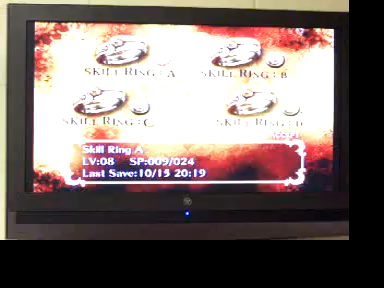 SKILL RING : A
SKILL RING : B
SKILL RING : C
SKILL RING : D
Skill Ring A
LV:08 SP:009/024
Last Save:10/15 20:19